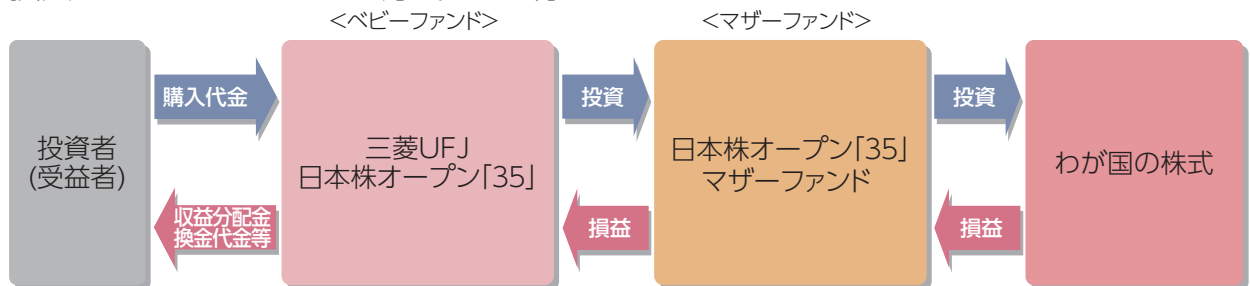 <ベビーファンド>
<マザーファンド>
投資者
(受益者)
購入代金
収益分配金
換金代金等
三菱UFJ
日本株オープン「35」
投資
損益
日本株オープン「35」
マザーファンド
投資
損益
わが国の株式